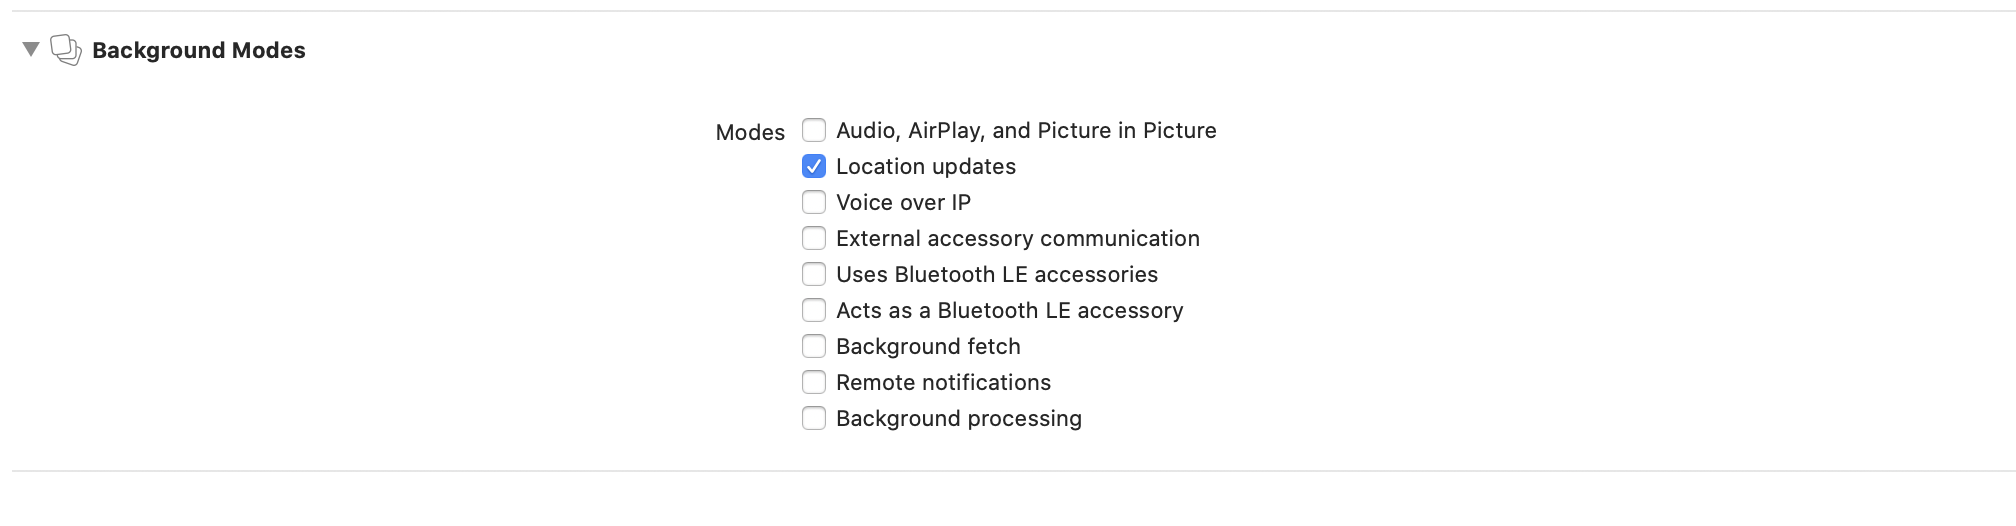 Background Modes
Modes
Audio, AirPlay, and Picture in Picture
Location updates
Voice over IP
External accessory communication
Uses Bluetooth LE accessories
Acts as a Bluetooth LE accessory
Background fetch
Remote notifications
Background processing